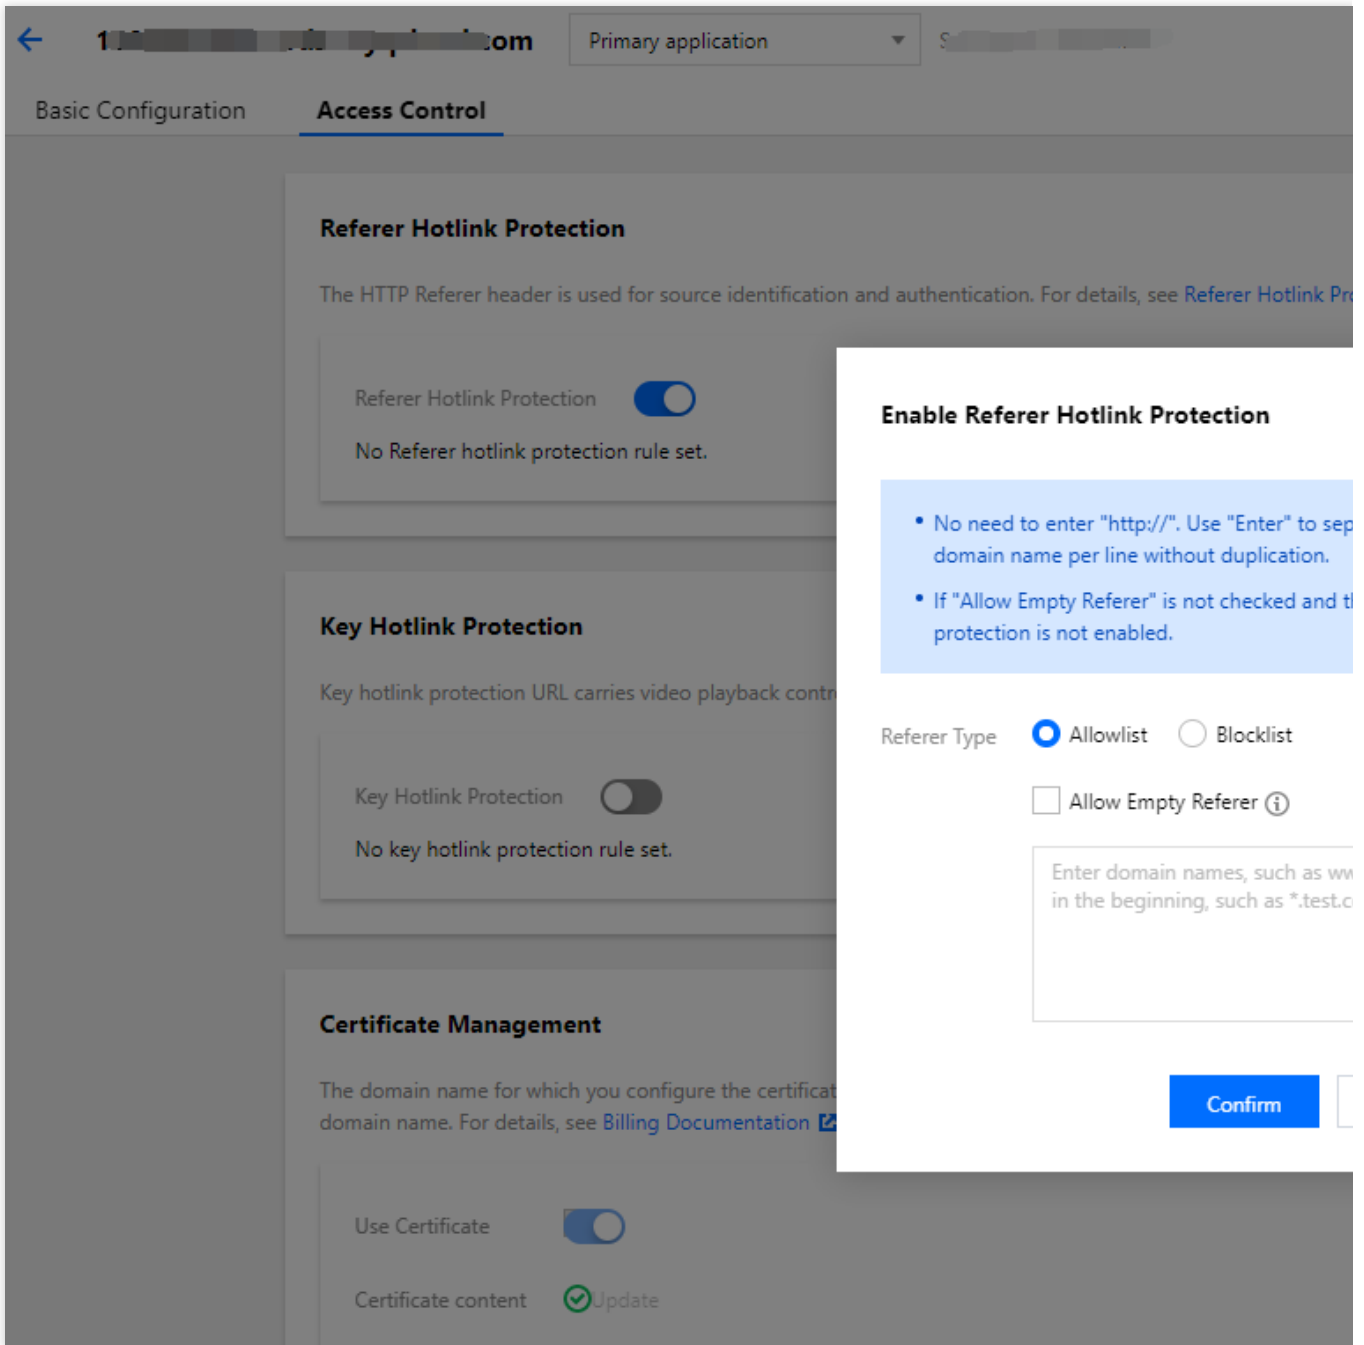 Primary application
Basic Configuration
Access Control
Referer Hotlink Protection
The HTTP Referer header is used for source identification and authentication. For details, see Referer Hotlink
Referer Hotlink Protection
No Referer hotlink protection rule set.
Key Hotlink Protection
Key hotlink protection URL carries video playback
Key Hotlink Protection
No key hotlink protection rule set.
Certificate Management
The domain name for which you configure the
domain name. For details, see Billing Documentation
Use Certificate
Certificate content
Update
Enable Referer Hotlink Protection
• No need to enter "http://". Use "Enter" to
domain name per line without duplication.
• If "Allow Empty Referer" is not checked and
protection is not enabled.
Referer Type
Allowlist
Blocklist
Allow Empty Referer
Enter domain names, such as
in the beginning, such as
Confirm